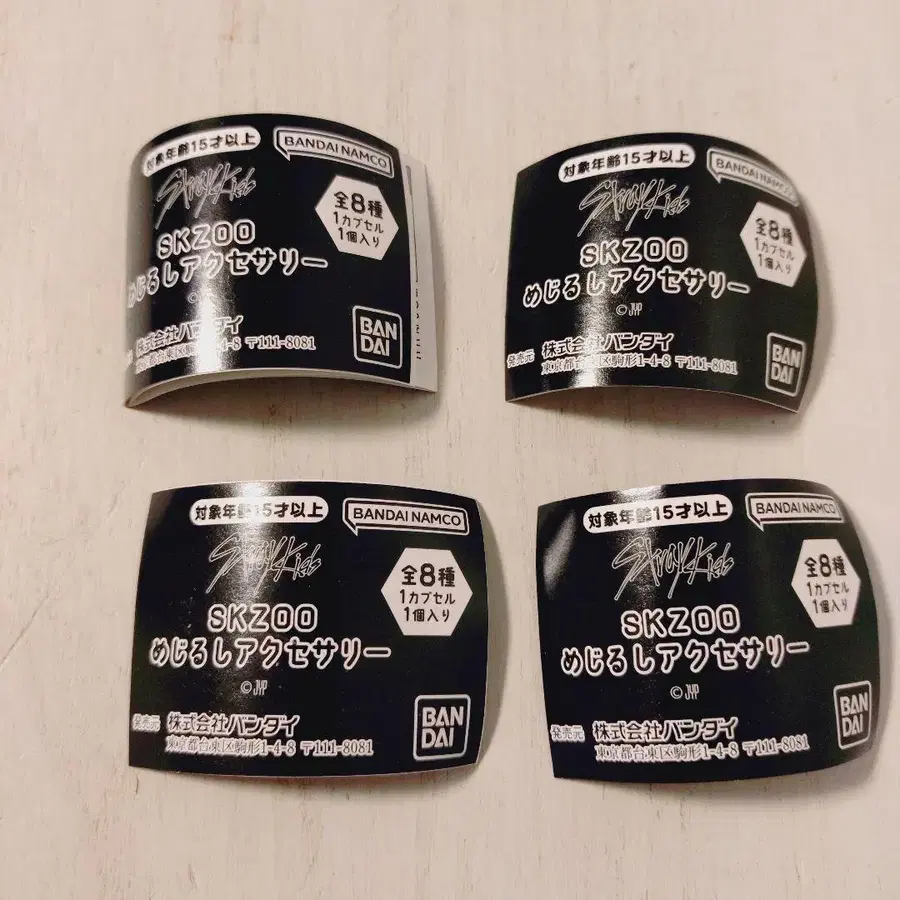 対象年齢15才以上
BANDAI NAMCO
Stray Kids
全8種
1カプセル
1個入り
SKZOO
めじるしアクセサリー
©
株式会社バンダイ
東京都台東区駒形1-4-8 〒111-8081
BAN
DAI
対象年齢15才以上
BANDAI NAMCO
Stray Kids
全8種
1カプセル
1個入り
SKZOO
めじるしアクセサリー
©JYP
発売元 株式会社バンダイ
東京都台東区駒形1-4-8 〒111-8081
BAN
DAI
対象年齢15才以上
BANDAI NAMCO
Stray Kids
全8種
1カプセル
1個入り
SKZOO
めじるしアクセサリー
©JYP
発売元 株式会社バンダイ
東京都台東区駒形1-4-8 〒111-8081
BAN
DAI
対象年齢15才以上
BANDAI NAMCO
Stray Kids
全8種
1カプセル
1個入り
SKZOO
めじるしアクセサリー
©JYP
発売元 株式会社バンダイ
東京都台東区駒形1-4-8 〒111-8081
BAN
DAI